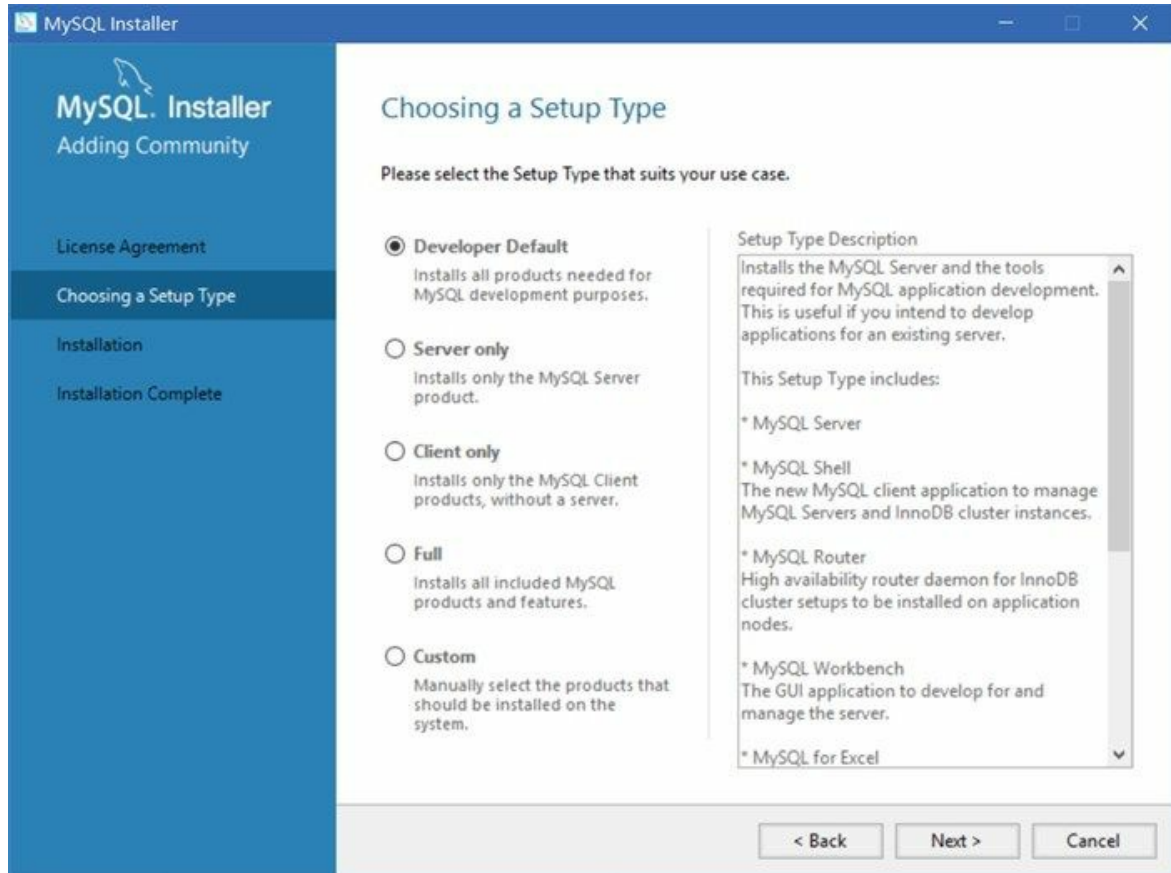 MySQL Installer
MySQL. Installer
Adding Community
License Agreement
Choosing a Setup Type
Installation
Installation Complete
Choosing a Setup Type
Please select the Setup Type that suits your use case.
Developer Default
Installs all products needed for
MySQL development purposes.
Server only
Installs only the MySQL Server
product.
Client only
Installs only the MySQL Client
products, without a server.
Full
Installs all included MySQL
products and features.
Custom
Manually select the products that
should be installed on the
system.
Setup Type Description
Installs the MySQL Server and the tools
required for MySQL application development.
This is useful if you intend to develop
applications for an existing server.
This Setup Type includes:
* MySQL Server
* MySQL Shell
The new MySQL client application to manage
MySQL Servers and InnoDB cluster instances.
* MySQL Router
High availability router daemon for InnoDB
cluster setups to be installed on application
nodes.
* MySQL Workbench
The GUI application to develop for and
manage the server.
* MySQL for Excel
< Back
Next >
Cancel